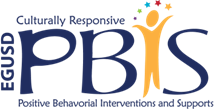 Culturally Responsive
EGUSD
PBIS
Positive Behavioral Interventions and Supports